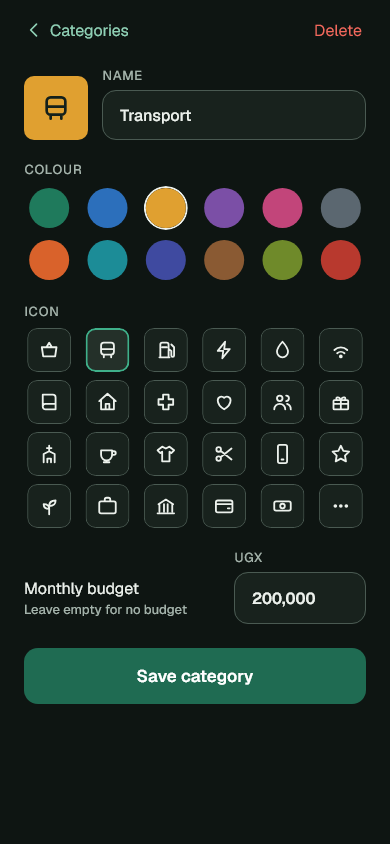 Categories
Delete
NAME
Transport
COLOUR
ICON
UGX
Monthly budget
Leave empty for no budget
200,000
Save category